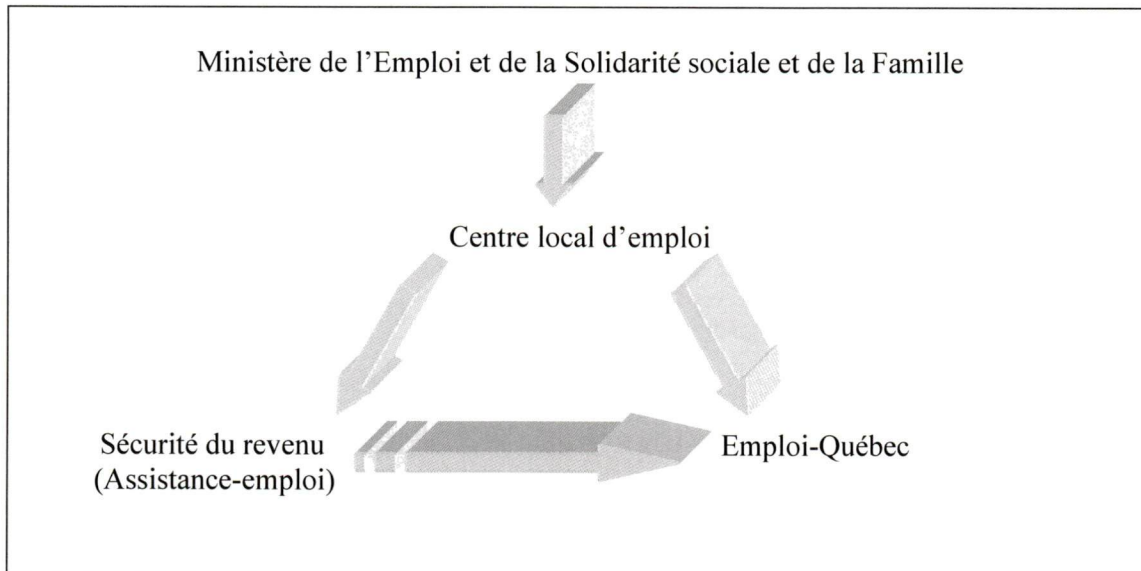 Ministère de l’Emploi et de la Solidarité sociale et de la Famille
Centre local d’emploi
Sécurité du revenu
(Assistance-emploi)
Emploi-Québec